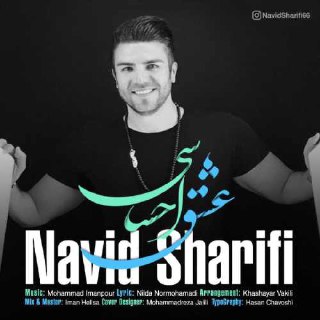 NavidSharifi66
عشق احساسی
Navid Sharifi
Music: Mohammad Imanpour Lyric: Nilda Normohamadi Arrangement: Khashayar Vakili
Mix & Master: Iman Helisa Cover Designer: Mohammadreza Jalili TypoGraphy: Hasan Chavoshi